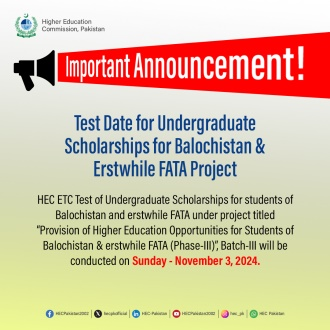 Higher Education
Commission, Pakistan
Important Announcement!
Test Date for Undergraduate
Scholarships for Balochistan &
Erstwhile FATA Project
HEC ETC Test of Undergraduate Scholarships for students of
Balochistan and erstwhile FATA under project titled
"Provision of Higher Education Opportunities for Students of
Balochistan & erstwhile FATA (Phase-III)", Batch-III will be
conducted on Sunday - November 3, 2024.
HECPakistan2002 hecpkofficial HEC-Pakistan HECPakistan2002 hec_pk HEC Pakistan